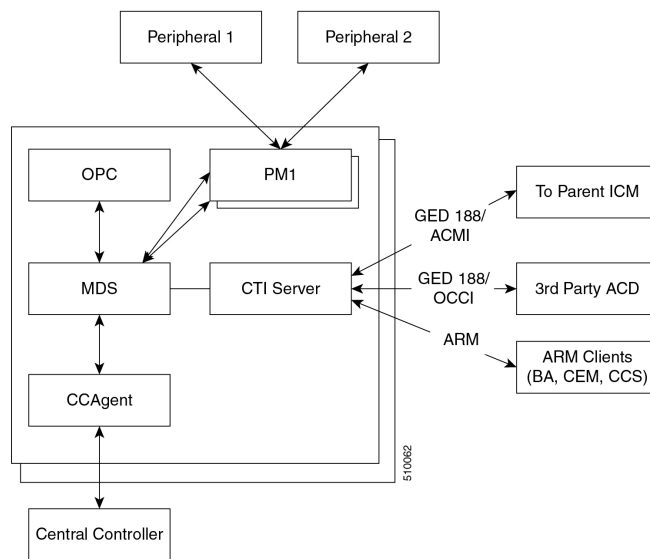 Peripheral 1
Peripheral 2
OPC
PM1
MDS
CTI Server
CCAgent
Central Controller
GED 188/
ACMI
GED 188/
OCCI
ARM
To Parent ICM
3rd Party ACD
ARM Clients
(BA, CEM, CCS)
510062